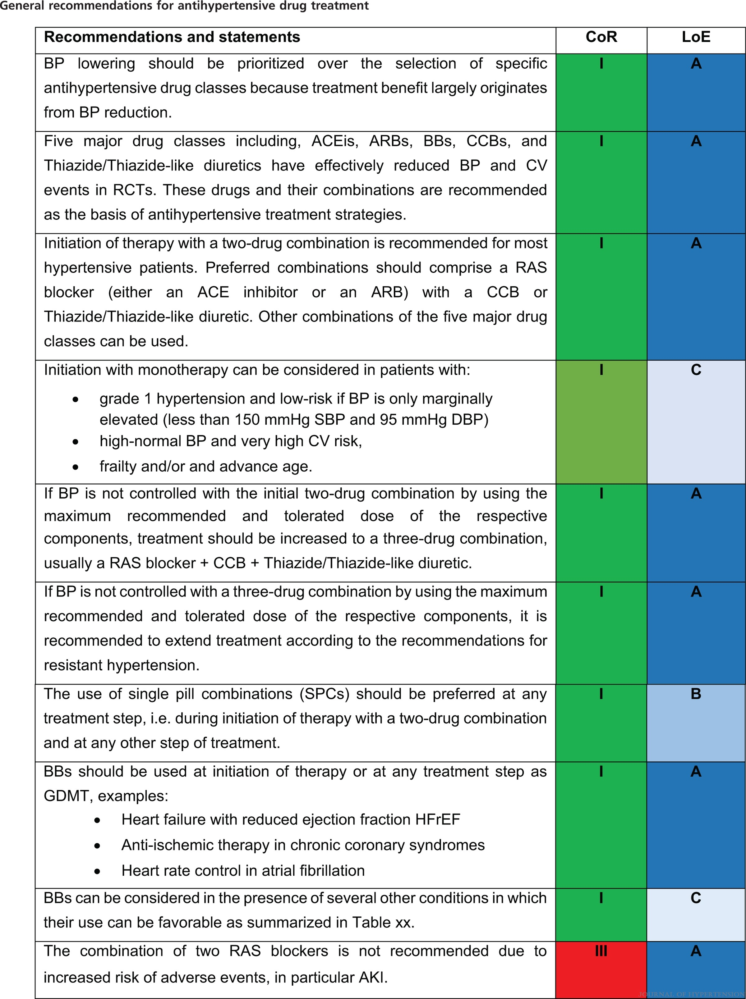 General recommendations for antihypertensive drug treatment
Recommendations and statements CoR LoE
BP lowering should be prioritized over the selection of specific I A
antihypertensive drug classes because treatment benefit largely originates
from BP reduction.
Five major drug classes including, ACEis, ARBs, BBs, CCBs, and I A
Thiazide/Thiazide-like diuretics have effectively reduced BP and CV
events in RCTs. These drugs and their combinations are recommended
as the basis of antihypertensive treatment strategies.
Initiation of therapy with a two-drug combination is recommended for most I A
hypertensive patients. Preferred combinations should comprise a RAS
blocker (either an ACE inhibitor or an ARB) with a CCB or
Thiazide/Thiazide-like diuretic. Other combinations of the five major drug
classes can be used.
Initiation with monotherapy can be considered in patients with: I C
• grade 1 hypertension and low-risk if BP is only marginally
elevated (less than 150 mmHg SBP and 95 mmHg DBP)
• high-normal BP and very high CV risk,
• frailty and/or and advance age.
If BP is not controlled with the initial two-drug combination by using the I A
maximum recommended and tolerated dose of the respective
components, treatment should be increased to a three-drug combination,
usually a RAS blocker + CCB + Thiazide/Thiazide-like diuretic.
If BP is not controlled with a three-drug combination by using the maximum I A
recommended and tolerated dose of the respective components, it is
recommended to extend treatment according to the recommendations for
resistant hypertension.
The use of single pill combinations (SPCs) should be preferred at any I B
treatment step, i.e. during initiation of therapy with a two-drug combination
and at any other step of treatment.
BBs should be used at initiation of therapy or at any treatment step as I A
GDMT, examples:
• Heart failure with reduced ejection fraction HFrEF
• Anti-ischemic therapy in chronic coronary syndromes
• Heart rate control in atrial fibrillation
BBs can be considered in the presence of several other conditions in which I C
their use can be favorable as summarized in Table xx.
The combination of two RAS blockers is not recommended due to III A
increased risk of adverse events, in particular AKI.
JOURNAL OF HYPERTENSION